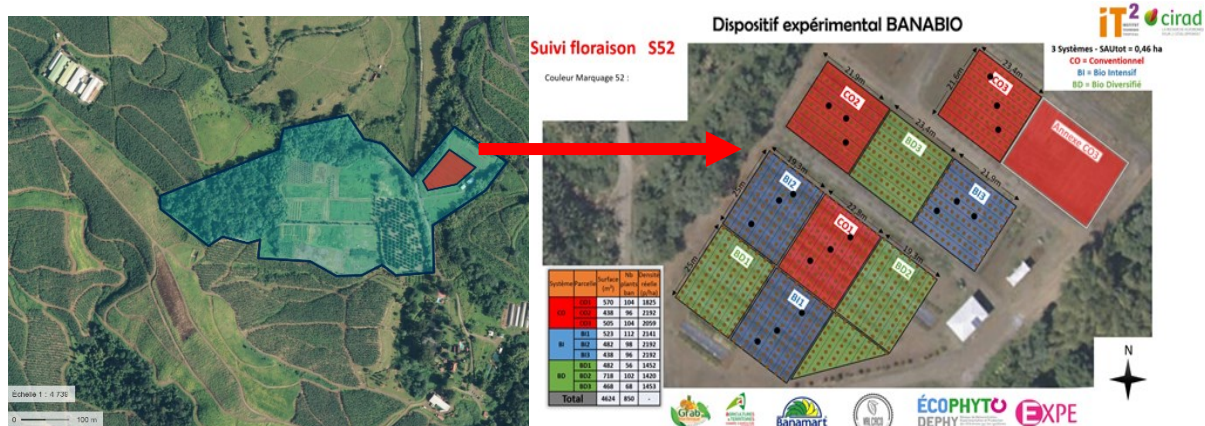 Echelle 1 : 4 739
0 100 m
Dispositif expérimental BANABIO
iT²
cirad
Suivi floraison S52
Couleur Marquage 52 :
3 Systèmes - SAUtot = 0,46 ha
CO = Conventionnel
BI = Bio Intensif
BD = Bio Diversifié
21,9m
23,4m
21,6m
CO2
CO3
23,4m
BD3
Annexe CO3
19,3m
21,9m
25m
BI2
BI3
22,8m
CO1
19,3m
BD1
BD2
25m
BI1
Système Parcelle Surface (m²) Nb plants ban Densité réelle (p/ha)
CO CO1 570 104 1825
CO2 438 96 2192
CO3 505 104 2059
BI BI1 523 112 2141
BI2 482 98 2192
BI3 438 96 2192
BD BD1 482 56 1452
BD2 718 102 1420
BD3 468 68 1453
Total 4624 850 -
N
Grab
AGRICULTURES & TERRITOIRES
Banamart
ÉCOPHYTO
DEPHY
EXPE